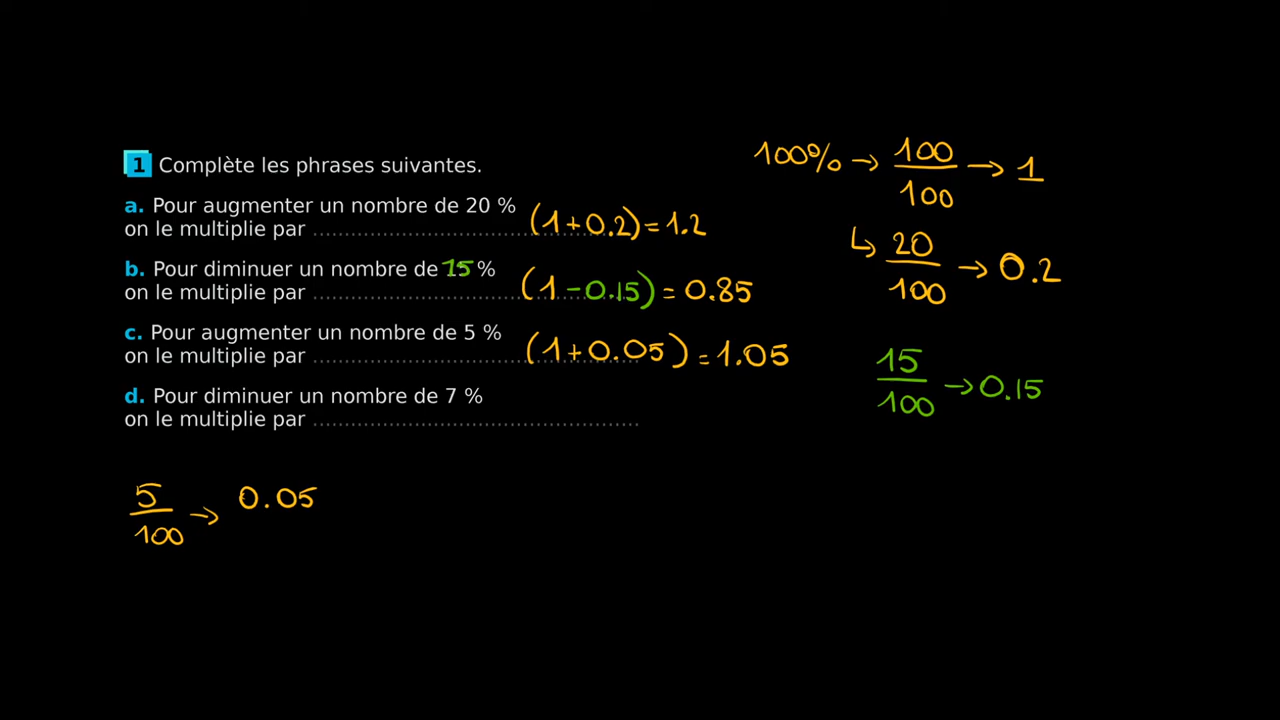 1 Complète les phrases suivantes.
a. Pour augmenter un nombre de 20 %
on le multiplie par .................................................... (1+0.2) = 1.2
b. Pour diminuer un nombre de 15 %
on le multiplie par .................................................... (1-0.15) = 0.85
c. Pour augmenter un nombre de 5 %
on le multiplie par .................................................... (1+0.05) = 1.05
d. Pour diminuer un nombre de 7 %
on le multiplie par ....................................................
5
100 → 0.05
100% → 100 → 1
100
↳ 20 → 0.2
100
15
100 → 0.15